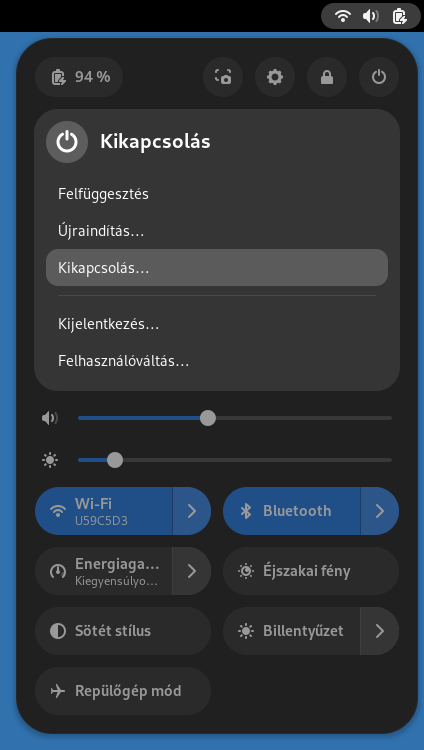 94 %
Kikapcsolás
Felfüggesztés
Újraindítás…
Kikapcsolás…
Kijelentkezés…
Felhasználóváltás…
Wi-Fi
U59C5D3
Bluetooth
Energiaga…
Kiegyensúlyo…
Éjszakai fény
Sötét stílus
Billentyűzet
Repülőgép mód